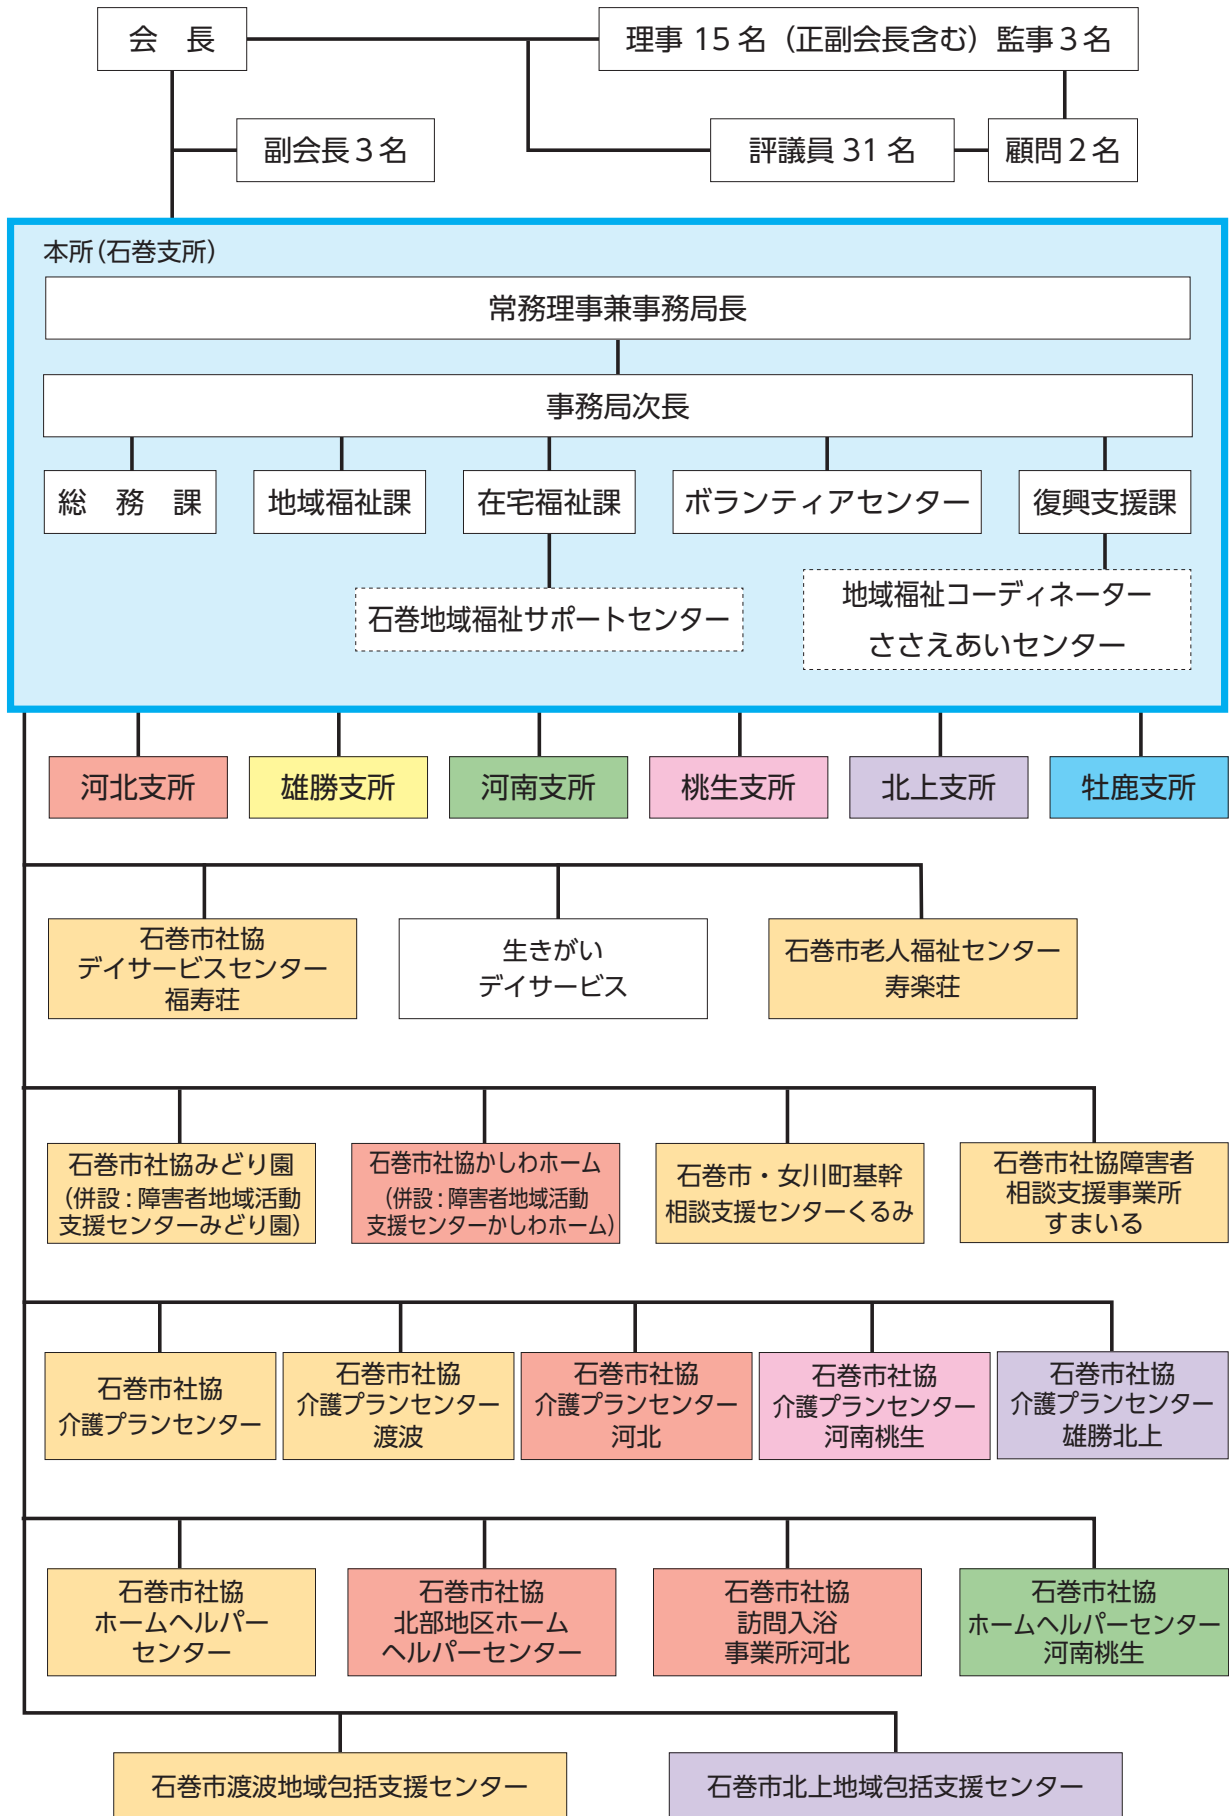 会　長
理事 15 名（正副会長含む）監事３名
副会長３名
評議員 31 名
顧問２名
本所（石巻支所）
常務理事兼事務局長
事務局次長
総　務　課
地域福祉課
在宅福祉課
ボランティアセンター
復興支援課
石巻地域福祉サポートセンター
地域福祉コーディネーター
ささえあいセンター
河北支所
雄勝支所
河南支所
桃生支所
北上支所
牡鹿支所
石巻市社協
デイサービスセンター
福寿荘
生きがい
デイサービス
石巻市老人福祉センター
寿楽荘
石巻市社協みどり園
（併設：障害者地域活動
支援センターみどり園）
石巻市社協かしわホーム
（併設：障害者地域活動
支援センターかしわホーム）
石巻市・女川町基幹
相談支援センターくるみ
石巻市社協障害者
相談支援事業所
すまいる
石巻市社協
介護プランセンター
石巻市社協
介護プランセンター
渡波
石巻市社協
介護プランセンター
河北
石巻市社協
介護プランセンター
河南桃生
石巻市社協
介護プランセンター
雄勝北上
石巻市社協
ホームヘルパー
センター
石巻市社協
北部地区ホーム
ヘルパーセンター
石巻市社協
訪問入浴
事業所河北
石巻市社協
ホームヘルパーセンター
河南桃生
石巻市渡波地域包括支援センター
石巻市北上地域包括支援センター